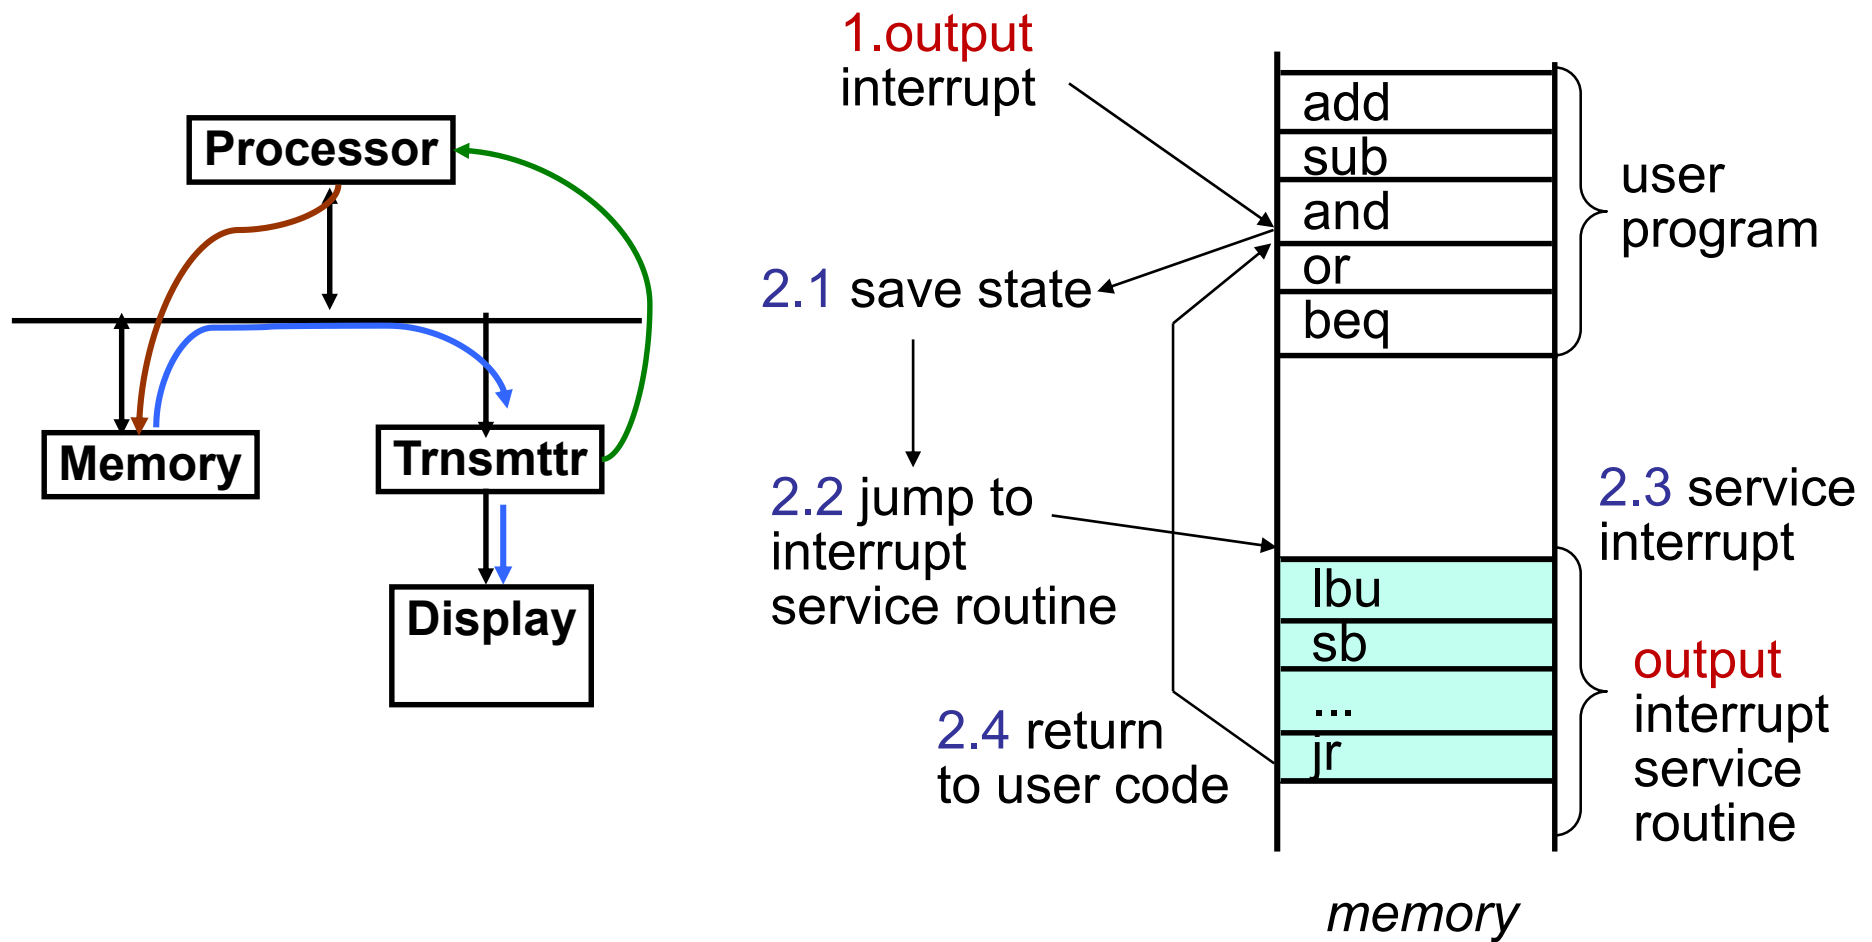 Processor
Memory
Trnsmttr
Display
1.output
interrupt
2.1 save state
2.2 jump to
interrupt
service routine
2.4 return
to user code
add
sub
and
or
beq
lbu
sb
...
jr
memory
user
program
2.3 service
interrupt
output
interrupt
service
routine